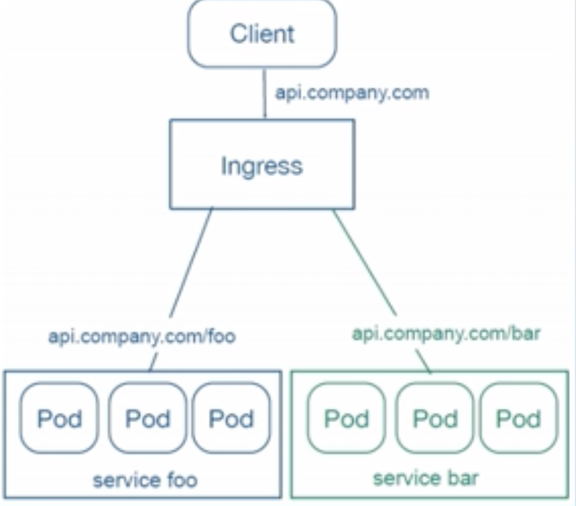 Client
api.company.com
Ingress
api.company.com/foo
api.company.com/bar
Pod Pod Pod
service foo
Pod Pod Pod
service bar